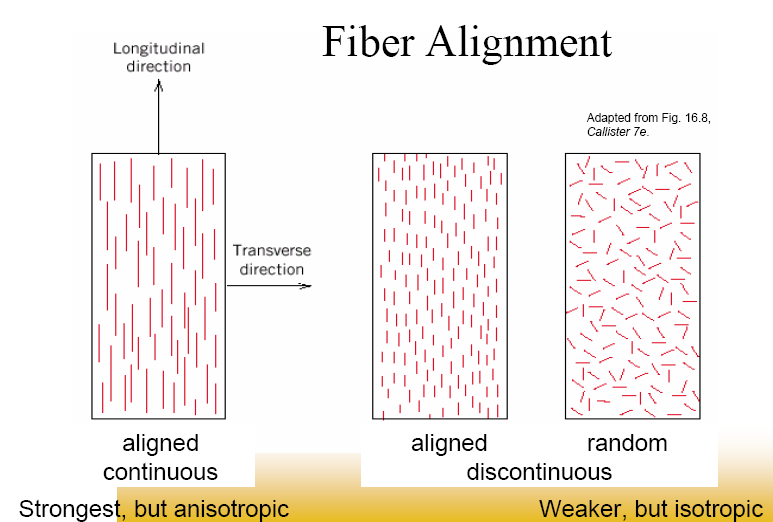 Fiber Alignment
Longitudinal
direction
Adapted from Fig. 16.8,
Callister 7e.
Transverse
direction
aligned
continuous
aligned
random
discontinuous
Strongest, but anisotropic
Weaker, but isotropic